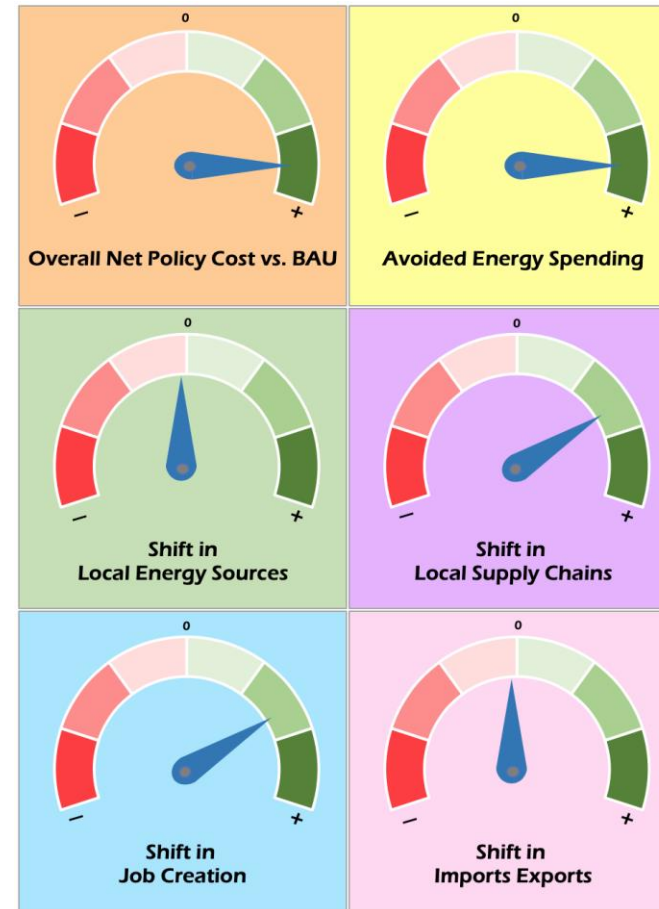 0
0
– +
– +
Overall Net Policy Cost vs. BAU
Avoided Energy Spending
0
0
– +
– +
Shift in
Local Energy Sources
Shift in
Local Supply Chains
0
0
– +
– +
Shift in
Job Creation
Shift in
Imports Exports